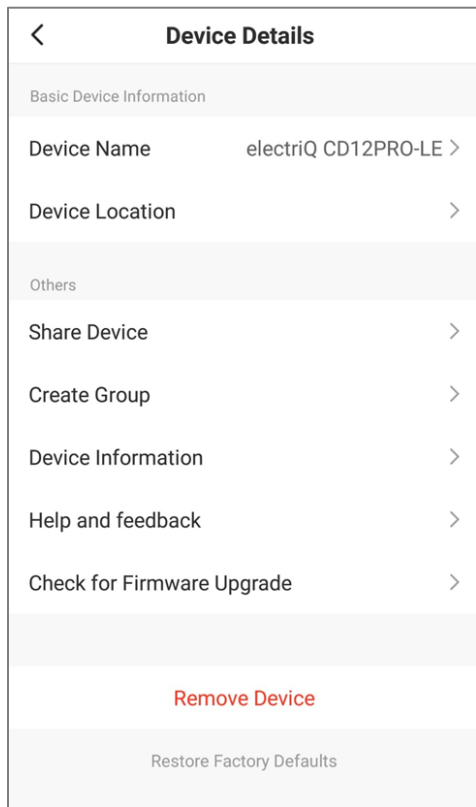 Device Details
Basic Device Information
Device Name electriQ CD12PRO-LE
Device Location
Others
Share Device
Create Group
Device Information
Help and feedback
Check for Firmware Upgrade
Remove Device
Restore Factory Defaults